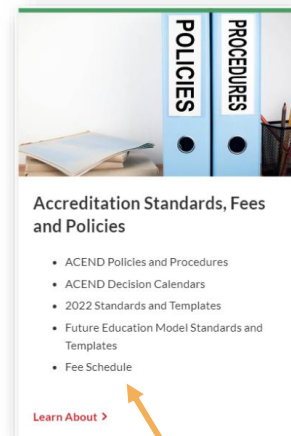 POLICIES
PROCEDURES
Accreditation Standards, Fees
and Policies
• ACEND Policies and Procedures
• ACEND Decision Calendars
• 2022 Standards and Templates
• Future Education Model Standards and
Templates
• Fee Schedule
Learn About >